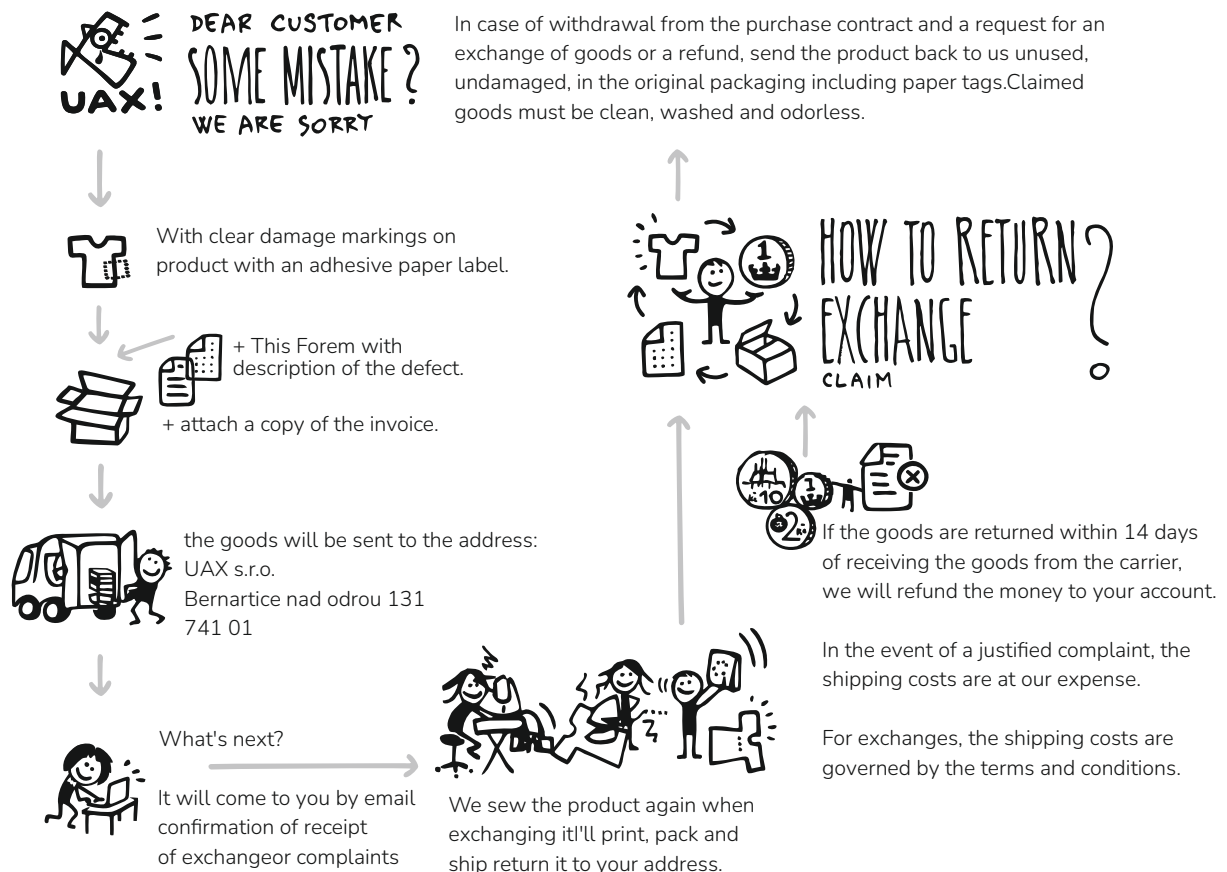 DEAR CUSTOMER
SOME MISTAKE?
WE ARE SORRY
UAX!
In case of withdrawal from the purchase contract and a request for an
exchange of goods or a refund, send the product back to us unused,
undamaged, in the original packaging including paper tags.Claimed
goods must be clean, washed and odorless.
With clear damage markings on
product with an adhesive paper label.
+ This Forem with
description of the defect.
+ attach a copy of the invoice.
the goods will be sent to the address:
UAX s.r.o.
Bernartice nad odrou 131
741 01
What's next?
It will come to you by email
confirmation of receipt
of exchangeor complaints
We sew the product again when
exchanging itI'll print, pack and
ship return it to your address.
1
HOW TO RETURN
EXCHANGE ?
CLAIM
10
1
2
If the goods are returned within 14 days
of receiving the goods from the carrier,
we will refund the money to your account.
In the event of a justified complaint, the
shipping costs are at our expense.
For exchanges, the shipping costs are
governed by the terms and conditions.